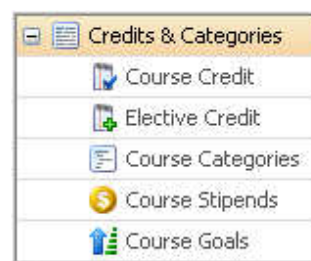 Credits & Categories
Course Credit
Elective Credit
Course Categories
Course Stipends
Course Goals